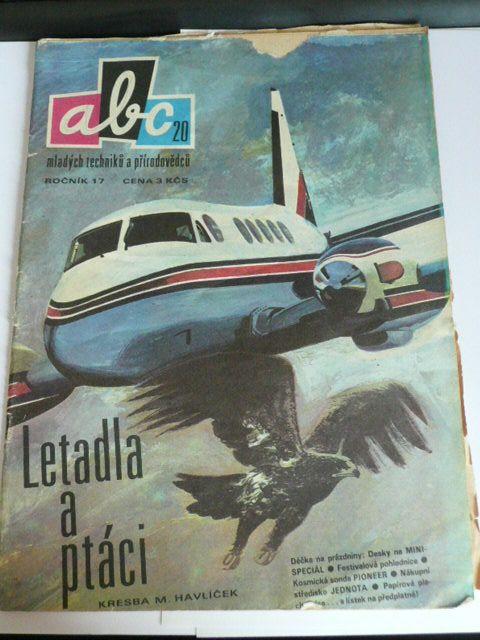 abc
20
mladých techniků a přírodovědců
ROČNÍK 17 CENA 3 KČS
Letadla
a
ptáci
KRESBA M. HAVLÍČEK
Déčka na prázdniny: Desky na MINI-
SPECIÁL ● Festivalová pohlednice ●
Kosmická sonda PIONEER ● Nákupní
středisko JEDNOTA ● Papírová pla-
a lístek na předplatné!